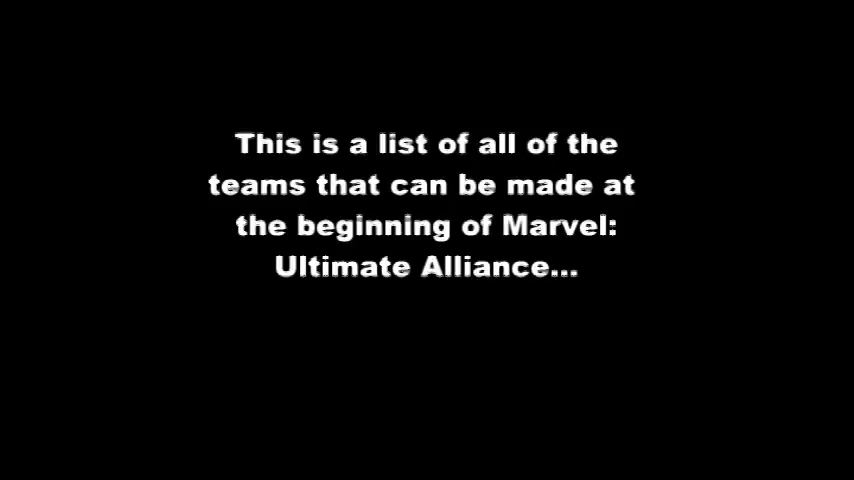 This is a list of all of the
teams that can be made at
the beginning of Marvel:
Ultimate Alliance...